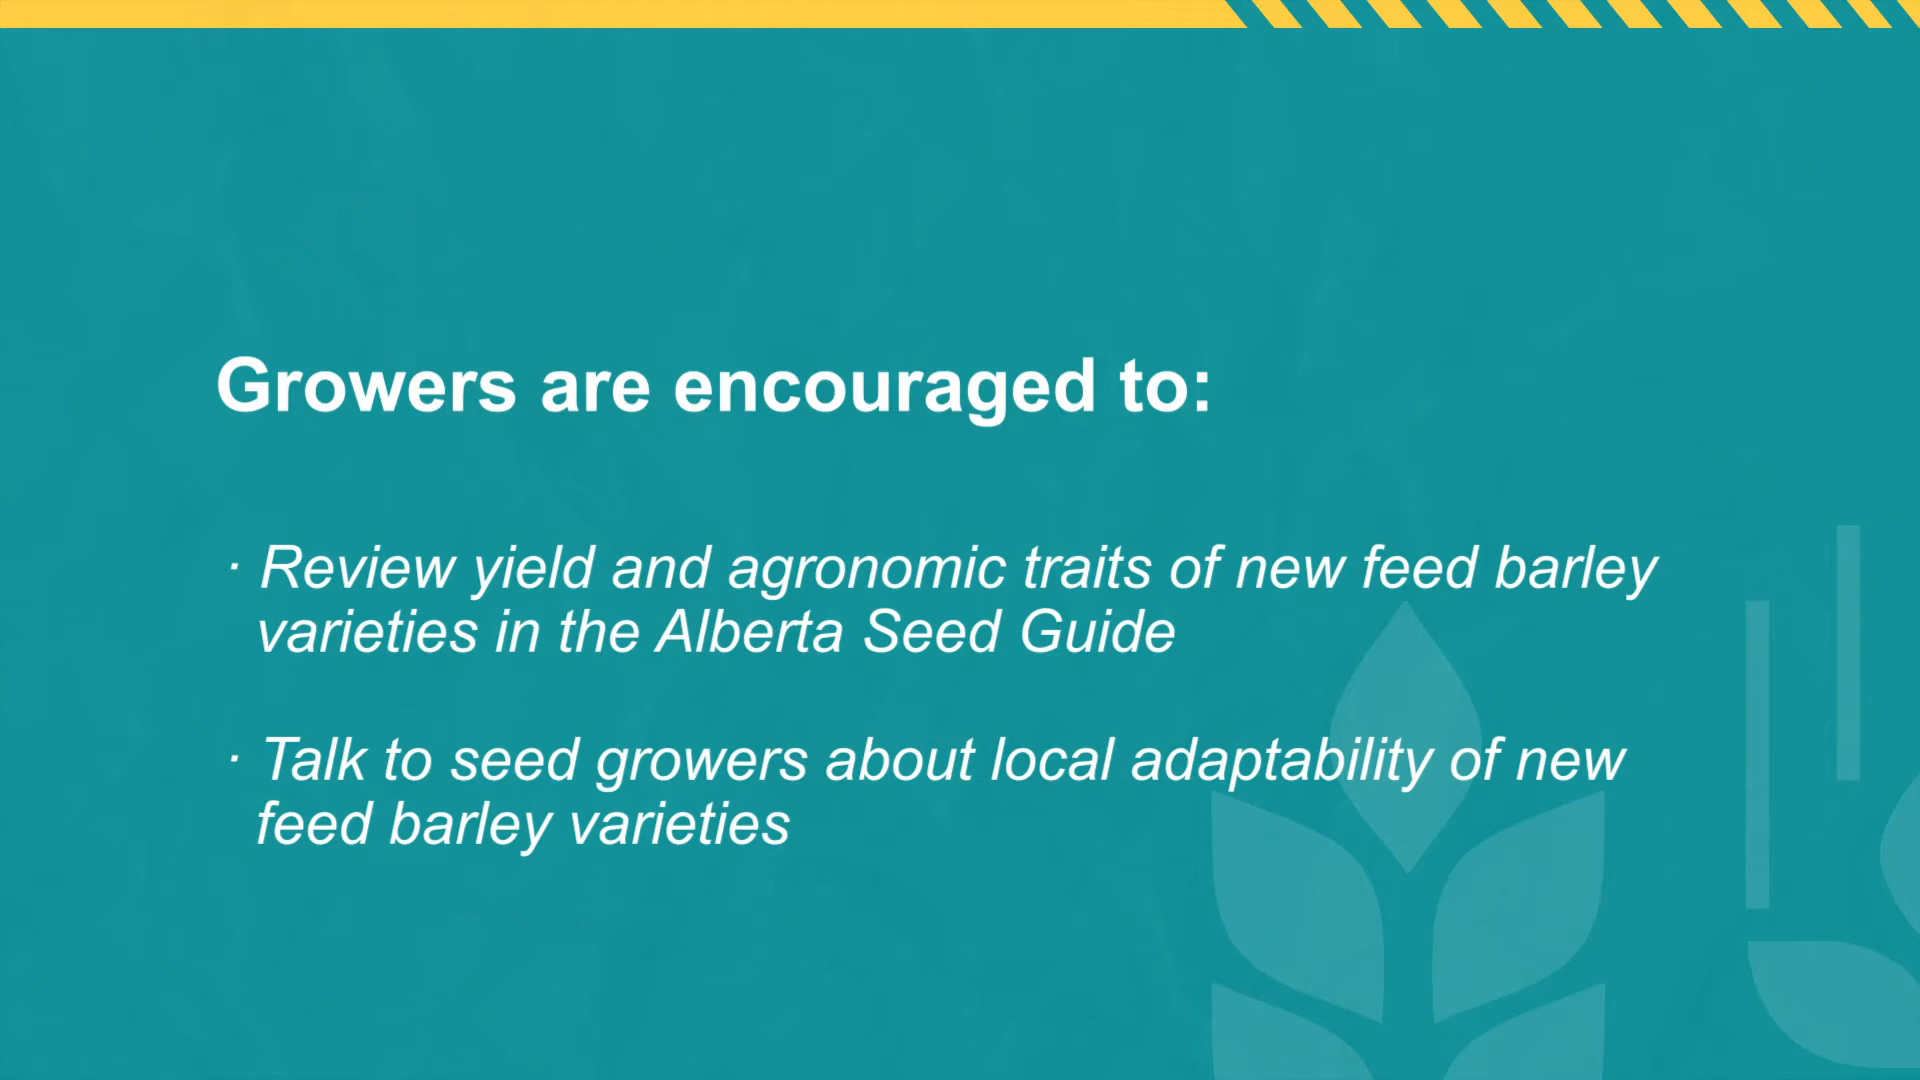 Growers are encouraged to:
· Review yield and agronomic traits of new feed barley
varieties in the Alberta Seed Guide
· Talk to seed growers about local adaptability of new
feed barley varieties